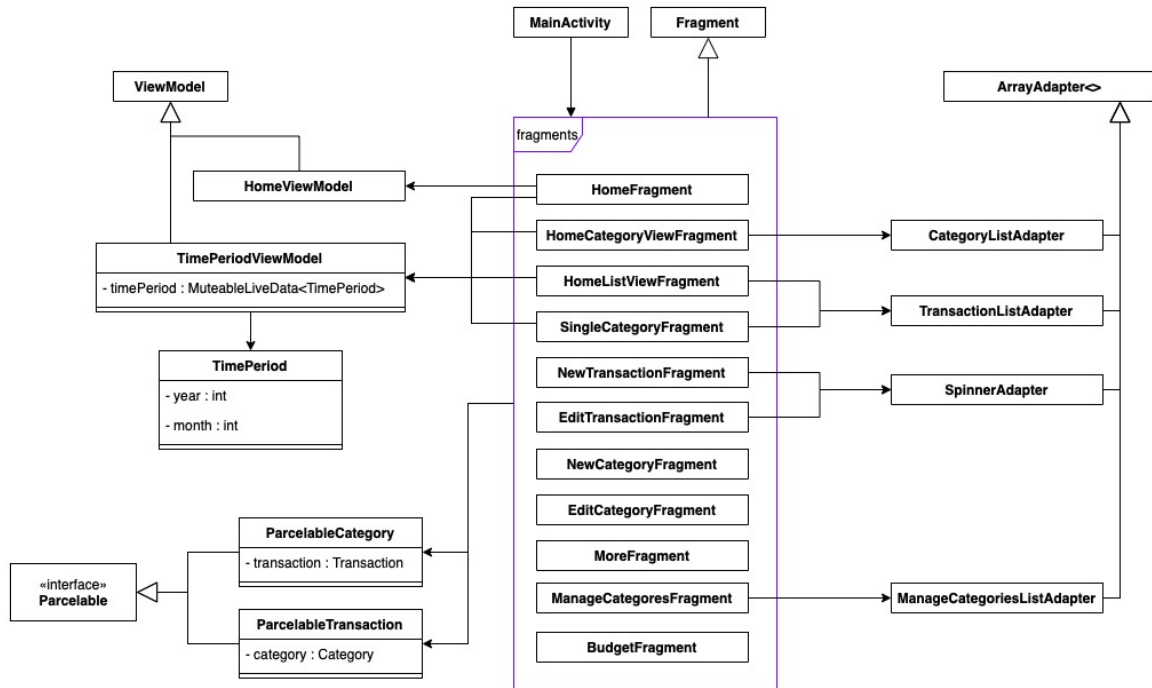 MainActivity
Fragment
ViewModel
ArrayAdapter<>
fragments
HomeViewModel
HomeFragment
HomeCategoryViewFragment
CategoryListAdapter
TimePeriodViewModel
- timePeriod : MuteableLiveData<TimePeriod>
HomeListViewFragment
TransactionListAdapter
SingleCategoryFragment
TimePeriod
- year : int
- month : int
NewTransactionFragment
SpinnerAdapter
EditTransactionFragment
NewCategoryFragment
EditCategoryFragment
ParcelableCategory
- transaction : Transaction
MoreFragment
«interface»
Parcelable
ManageCategoresFragment
ManageCategoriesListAdapter
ParcelableTransaction
- category : Category
BudgetFragment